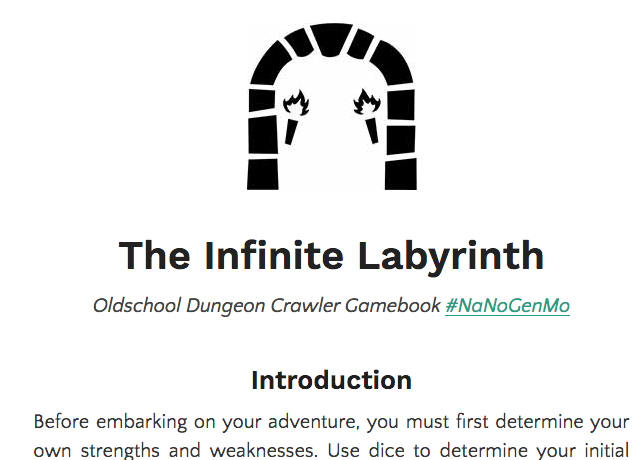 The Infinite Labyrinth
Oldschool Dungeon Crawler Gamebook #NaNoGenMo
Introduction
Before embarking on your adventure, you must first determine your
own strengths and weaknesses. Use dice to determine your initial